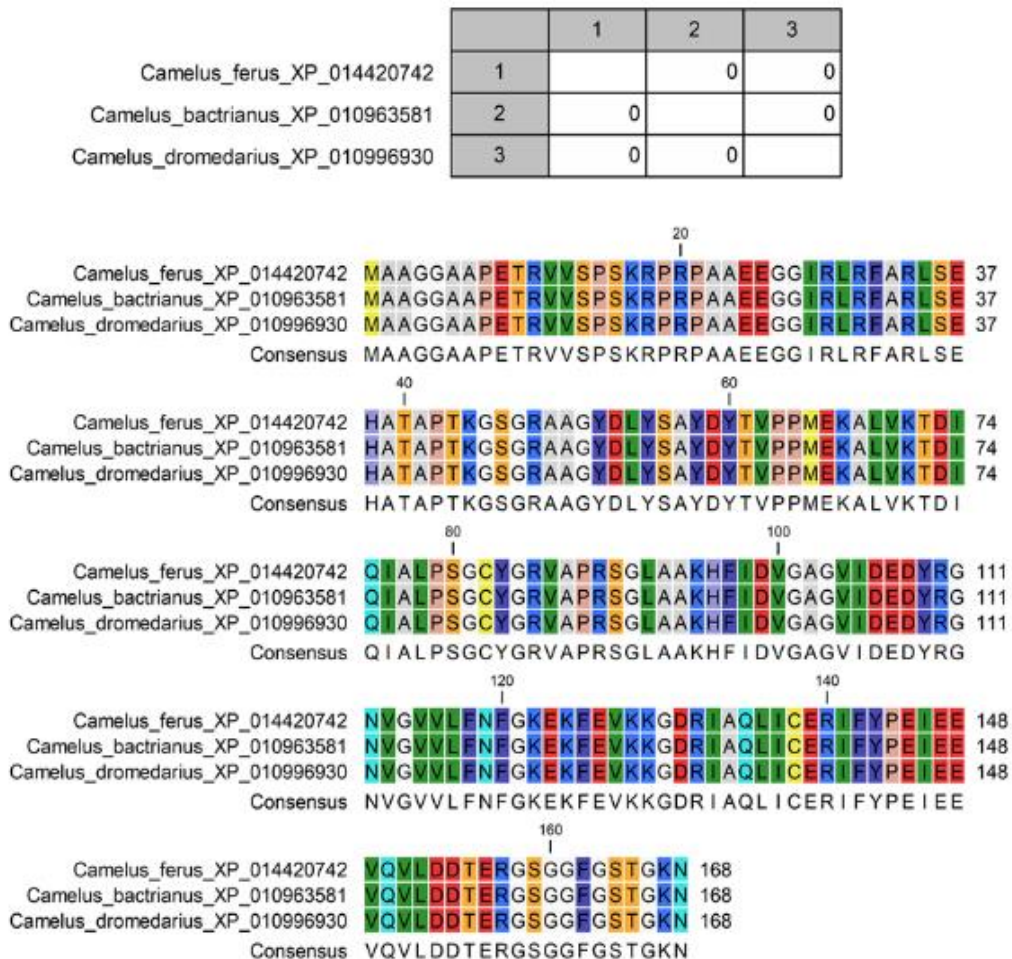 1 2 3
Camelus_ferus_XP_014420742 1 0 0
Camelus_bactrianus_XP_010963581 2 0 0
Camelus_dromedarius_XP_010996930 3 0 0
20
Camelus_ferus_XP_014420742 MAAGGAAPETRVVSPSKRPRPAAEEGGIRLRFARLSE 37
Camelus_bactrianus_XP_010963581 MAAGGAAPETRVVSPSKRPRPAAEEGGIRLRFARLSE 37
Camelus_dromedarius_XP_010996930 MAAGGAAPETRVVSPSKRPRPAAEEGGIRLRFARLSE 37
Consensus MAAGGAAPETRVVSPSKRPRPAAEEGGIRLRFARLSE
40 60
Camelus_ferus_XP_014420742 HATAPTKGSGRAAGYDLYSAYDYTVPPMEKALVKTDI 74
Camelus_bactrianus_XP_010963581 HATAPTKGSGRAAGYDLYSAYDYTVPPMEKALVKTDI 74
Camelus_dromedarius_XP_010996930 HATAPTKGSGRAAGYDLYSAYDYTVPPMEKALVKTDI 74
Consensus HATAPTKGSGRAAGYDLYSAYDYTVPPMEKALVKTDI
80 100
Camelus_ferus_XP_014420742 QIALPSGCYGRVAPRSGLAAKHFIDVGAGVIDEDYRG 111
Camelus_bactrianus_XP_010963581 QIALPSGCYGRVAPRSGLAAKHFIDVGAGVIDEDYRG 111
Camelus_dromedarius_XP_010996930 QIALPSGCYGRVAPRSGLAAKHFIDVGAGVIDEDYRG 111
Consensus QIALPSGCYGRVAPRSGLAAKHFIDVGAGVIDEDYRG
120 140
Camelus_ferus_XP_014420742 NVGVVLFNFGKEKFEVKKGDRIAQLICERIFYPEIEE 148
Camelus_bactrianus_XP_010963581 NVGVVLFNFGKEKFEVKKGDRIAQLICERIFYPEIEE 148
Camelus_dromedarius_XP_010996930 NVGVVLFNFGKEKFEVKKGDRIAQLICERIFYPEIEE 148
Consensus NVGVVLFNFGKEKFEVKKGDRIAQLICERIFYPEIEE
160
Camelus_ferus_XP_014420742 VQVLDDTERGSGGFGSTGKN 168
Camelus_bactrianus_XP_010963581 VQVLDDTERGSGGFGSTGKN 168
Camelus_dromedarius_XP_010996930 VQVLDDTERGSGGFGSTGKN 168
Consensus VQVLDDTERGSGGFGSTGKN